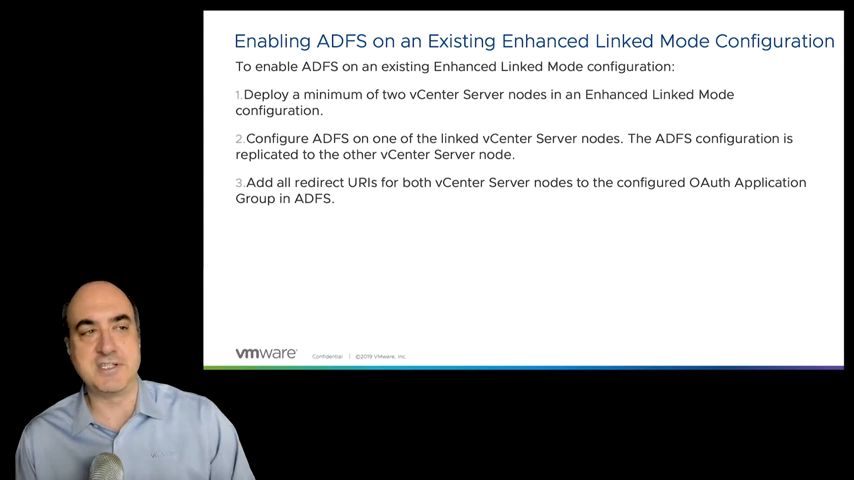 Enabling ADFS on an Existing Enhanced Linked Mode Configuration
To enable ADFS on an existing Enhanced Linked Mode configuration:
1.Deploy a minimum of two vCenter Server nodes in an Enhanced Linked Mode
configuration.
2.Configure ADFS on one of the linked vCenter Server nodes. The ADFS configuration is
replicated to the other vCenter Server node.
3.Add all redirect URIs for both vCenter Server nodes to the configured OAuth Application
Group in ADFS.
vmware Confidential | ©2019 VMware, Inc.